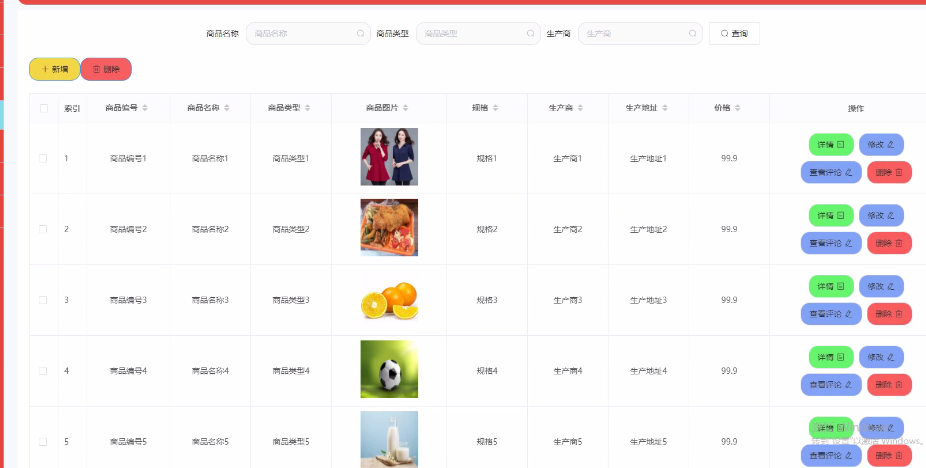 商品名称 商品名称 商品类型 商品类型 生产商 生产商 查询
+ 新增 删除
索引 商品编号 商品名称 商品类型 商品图片 规格 生产商 生产地址 价格 操作
1 商品编号1 商品名称1 商品类型1 规格1 生产商1 生产地址1 99.9 详情 修改
查看评论 删除
2 商品编号2 商品名称2 商品类型2 规格2 生产商2 生产地址2 99.9 详情 修改
查看评论 删除
3 商品编号3 商品名称3 商品类型3 规格3 生产商3 生产地址3 99.9 详情 修改
查看评论 删除
4 商品编号4 商品名称4 商品类型4 规格4 生产商4 生产地址4 99.9 详情 修改
查看评论 删除
5 商品编号5 商品名称5 商品类型5 规格5 生产商5 生产地址5 99.9 详情 修改
转到"设置"以激活 Windows。
查看评论 删除